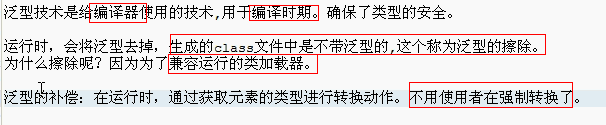 泛型技术是给编译器使用的技术,用于编译时期。确保了类型的安全。
运行时，会将泛型去掉，生成的class文件中是不带泛型的,这个称为泛型的擦除。
为什么擦除呢？因为为了兼容运行的类加载器。
泛型的补偿：在运行时，通过获取元素的类型进行转换动作。不用使用者在强制转换了。